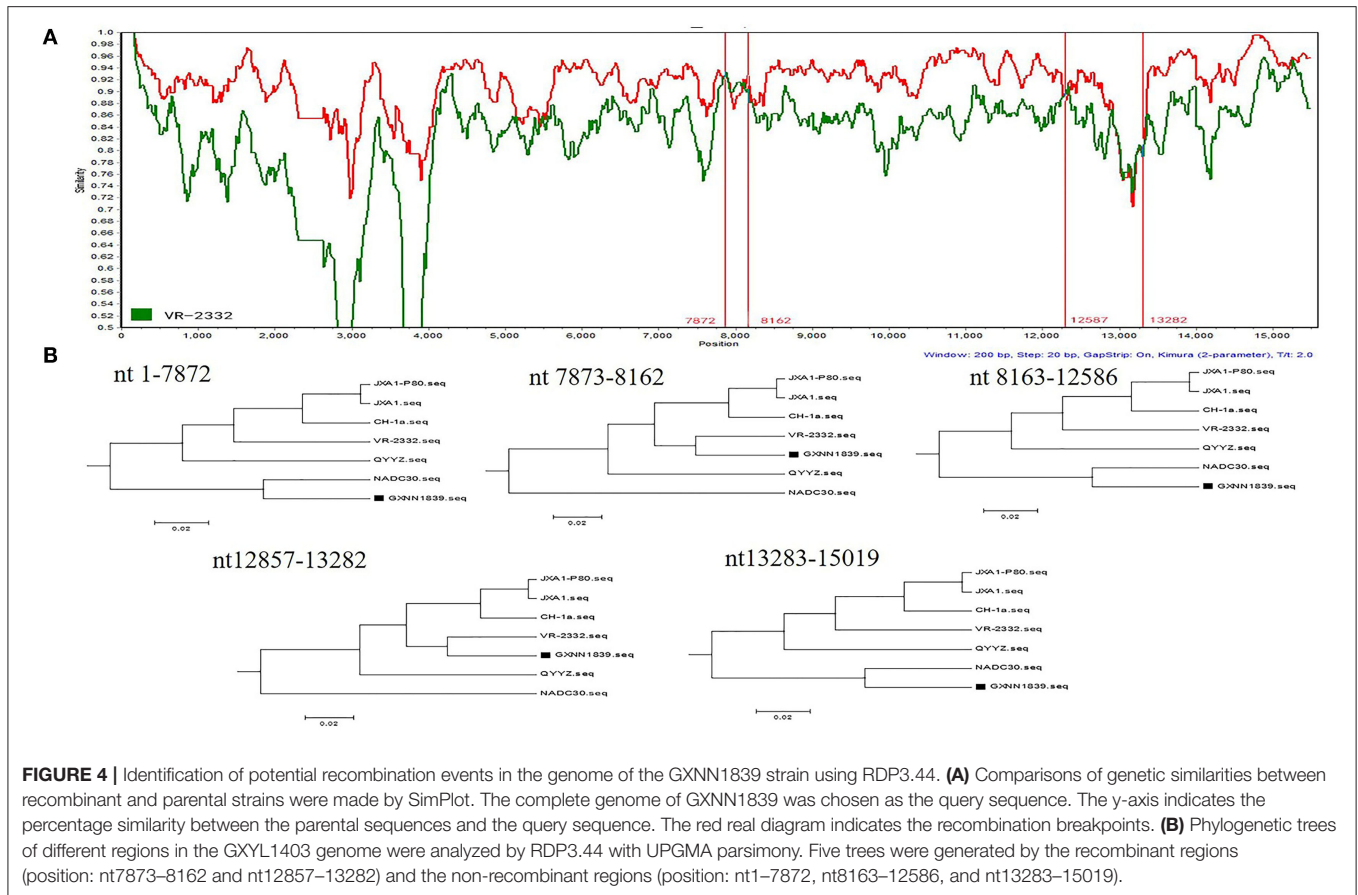 A
1.0
0.98
0.96
0.94
0.92
0.9
0.88
0.86
0.84
0.82
0.8
0.78
0.76
0.74
0.72
0.7
0.68
0.66
0.64
0.62
0.6
0.58
0.56
0.54
0.52
0.5
Similarity
VR-2332
7872
8162
12587
13282
0
1,000
2,000
3,000
4,000
5,000
6,000
7,000
8,000
9,000
10,000
11,000
12,000
13,000
14,000
15,000
Position
Window: 200 bp, Step: 20 bp, GapStrip: On, Kimura (2-parameter), T/t: 2.0
B
nt 1-7872
JXA1-P80.seq
JXA1.seq
CH-1a.seq
VR-2332.seq
QYYZ.seq
NADC30.seq
GXNN1839.seq
0.02
nt 7873-8162
JXA1-P80.seq
JXA1.seq
CH-1a.seq
VR-2332.seq
GXNN1839.seq
QYYZ.seq
NADC30.seq
0.02
nt 8163-12586
JXA1-P80.seq
JXA1.seq
CH-1a.seq
VR-2332.seq
QYYZ.seq
NADC30.seq
GXNN1839.seq
0.02
nt12857-13282
JXA1-P80.seq
JXA1.seq
CH-1a.seq
VR-2332.seq
GXNN1839.seq
QYYZ.seq
NADC30.seq
0.02
nt13283-15019
JXA1-P80.seq
JXA1.seq
CH-1a.seq
VR-2332.seq
QYYZ.seq
NADC30.seq
GXNN1839.seq
0.02
FIGURE 4 | Identification of potential recombination events in the genome of the GXNN1839 strain using RDP3.44. (A) Comparisons of genetic similarities between
recombinant and parental strains were made by SimPlot. The complete genome of GXNN1839 was chosen as the query sequence. The y-axis indicates the
percentage similarity between the parental sequences and the query sequence. The red real diagram indicates the recombination breakpoints. (B) Phylogenetic trees
of different regions in the GXYL1403 genome were analyzed by RDP3.44 with UPGMA parsimony. Five trees were generated by the recombinant regions
(position: nt7873–8162 and nt12857–13282) and the non-recombinant regions (position: nt1–7872, nt8163–12586, and nt13283–15019).